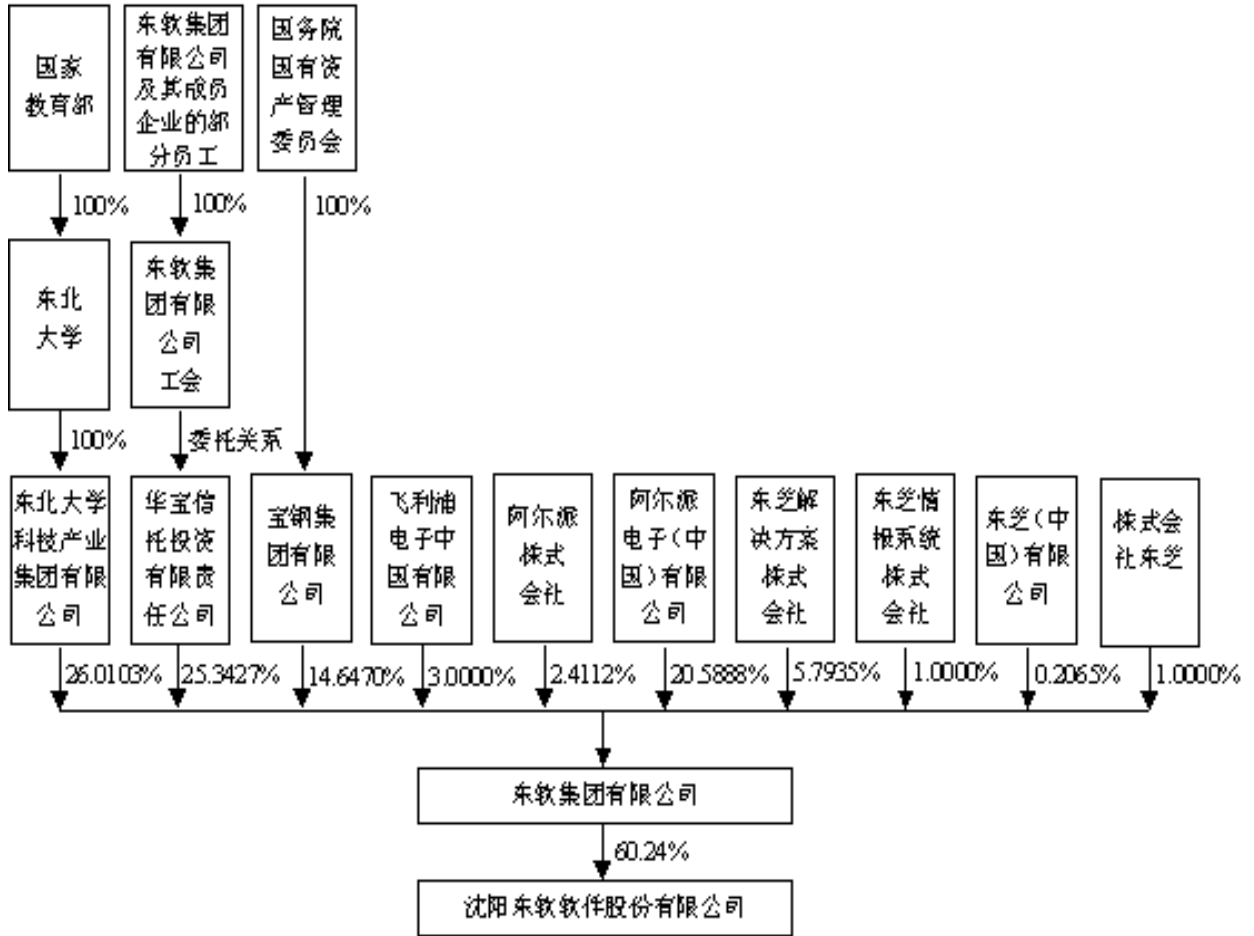 国家
教育部
东软集团
有限公司
及其成员
企业的部
分员工
国务院
国有资
产管理
委员会
100%
100%
100%
东北
大学
东软集
团有限
公司
工会
100%
委托关系
东北大学
科技产业
集团有限
公司
华宝信
托投资
有限责
任公司
宝钢集
团有限
公司
飞利浦
电子中
国有限
公司
阿尔派
株式
会社
阿尔派
电子(中
国)有限
公司
东芝解
决方案
株式
会社
东芝情
报系统
株式
会社
东芝(中
国)有限
公司
株式会
社东芝
26.0103%
25.3427%
14.6470%
3.0000%
2.4112%
20.5888%
5.7935%
1.0000%
0.2065%
1.0000%
东软集团有限公司
60.24%
沈阳东软软件股份有限公司